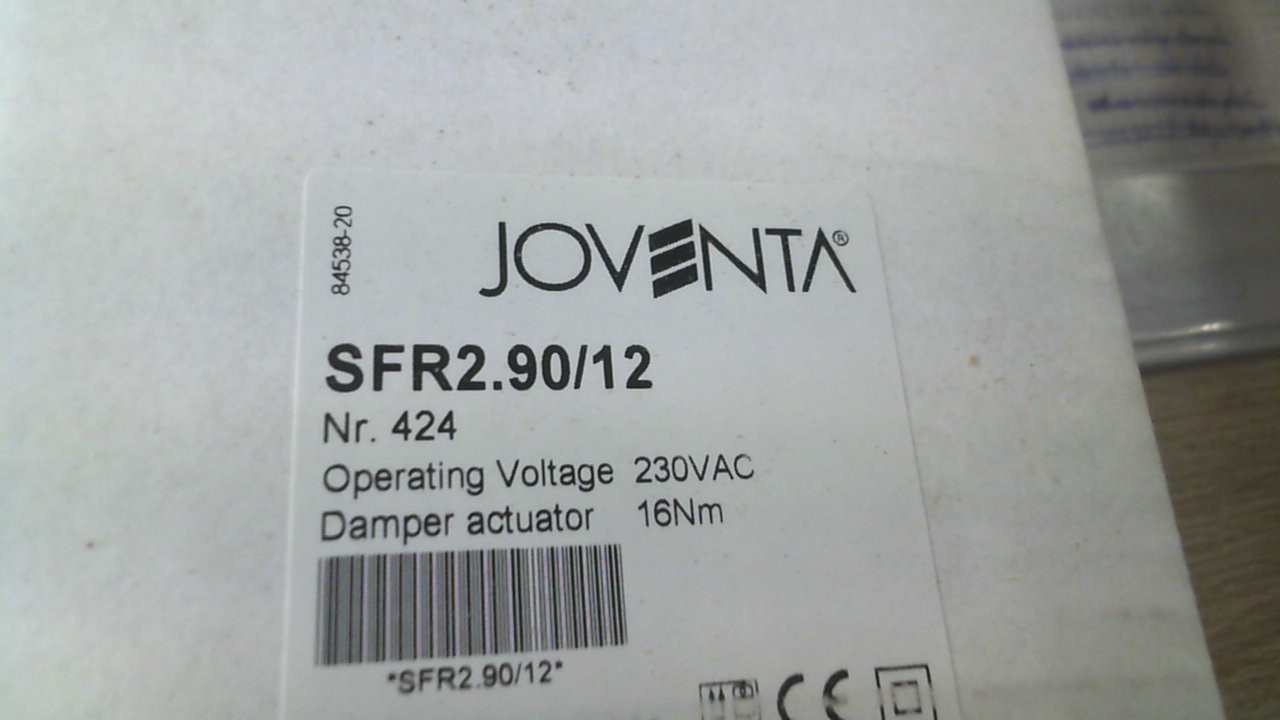 84538-20
JOVENTA®
SFR2.90/12
Nr. 424
Operating Voltage 230VAC
Damper actuator 16Nm
*SFR2.90/12*
CE